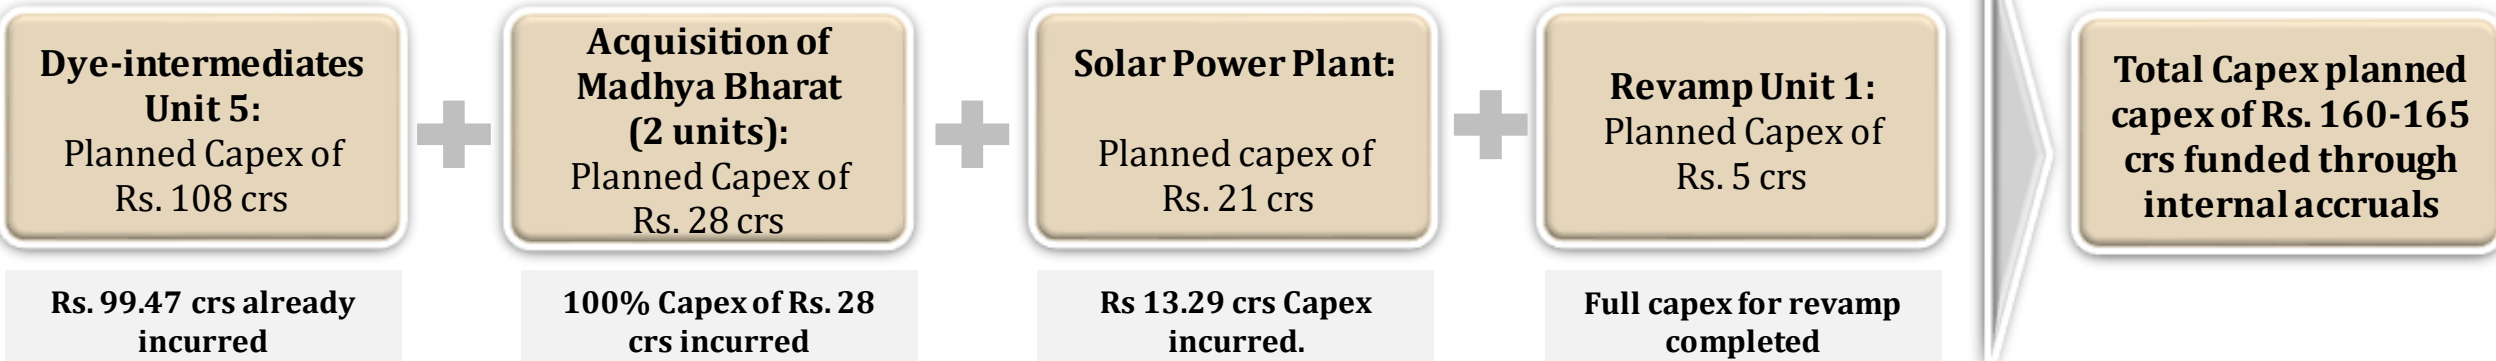 Dye-intermediates
Unit 5:
Planned Capex of
Rs. 108 crs
Acquisition of
Madhya Bharat
(2 units):
Planned Capex of
Rs. 28 crs
Solar Power Plant:
Planned capex of
Rs. 21 crs
Revamp Unit 1:
Planned Capex of
Rs. 5 crs
Total Capex planned
capex of Rs. 160-165
crs funded through
internal accruals
Rs. 99.47 crs already
incurred
100% Capex of Rs. 28
crs incurred
Rs 13.29 crs Capex
incurred.
Full capex for revamp
completed